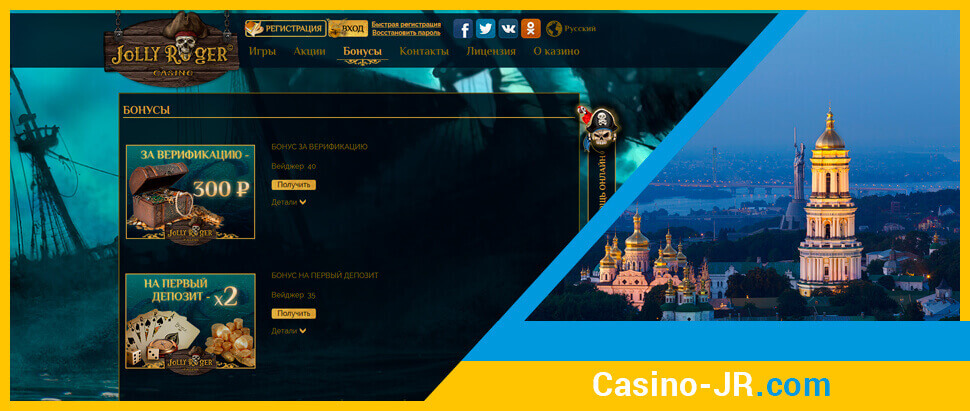 JOLLY ROGER
CASINO
РЕГИСТРАЦИЯ
ВХОД
Быстрая регистрация
Восстановить пароль
Русский
Игры Акции Бонусы Контакты Лицензия О казино
БОНУСЫ
ЗА ВЕРИФИКАЦИЮ -
300 ₽
JOLLY ROGER
БОНУС ЗА ВЕРИФИКАЦИЮ
Вейджер: 40
Получить
Детали
ОНЛАЙН
НА ПЕРВЫЙ
ДЕПОЗИТ - x2
JOLLY ROGER
БОНУС НА ПЕРВЫЙ ДЕПОЗИТ
Вейджер: 35
Получить
Детали
Casino-JR.com